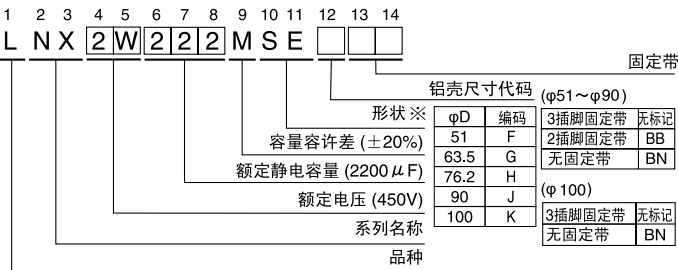 1 2 3 4 5 6 7 8 9 10 11 12 13 14
L N X 2 W 2 2 2 M S E
固定带
铝壳尺寸代码
形状※
容量容许差 (±20%)
额定静电容量 (2200μF)
额定电压 (450V)
系列名称
品种
φD 编码
51 F
63.5 G
76.2 H
90 J
100 K
(φ51～φ90)
3插脚固定带 无标记
2插脚固定带 BB
无固定带 BN
(φ100)
3插脚固定带 无标记
无固定带 BN